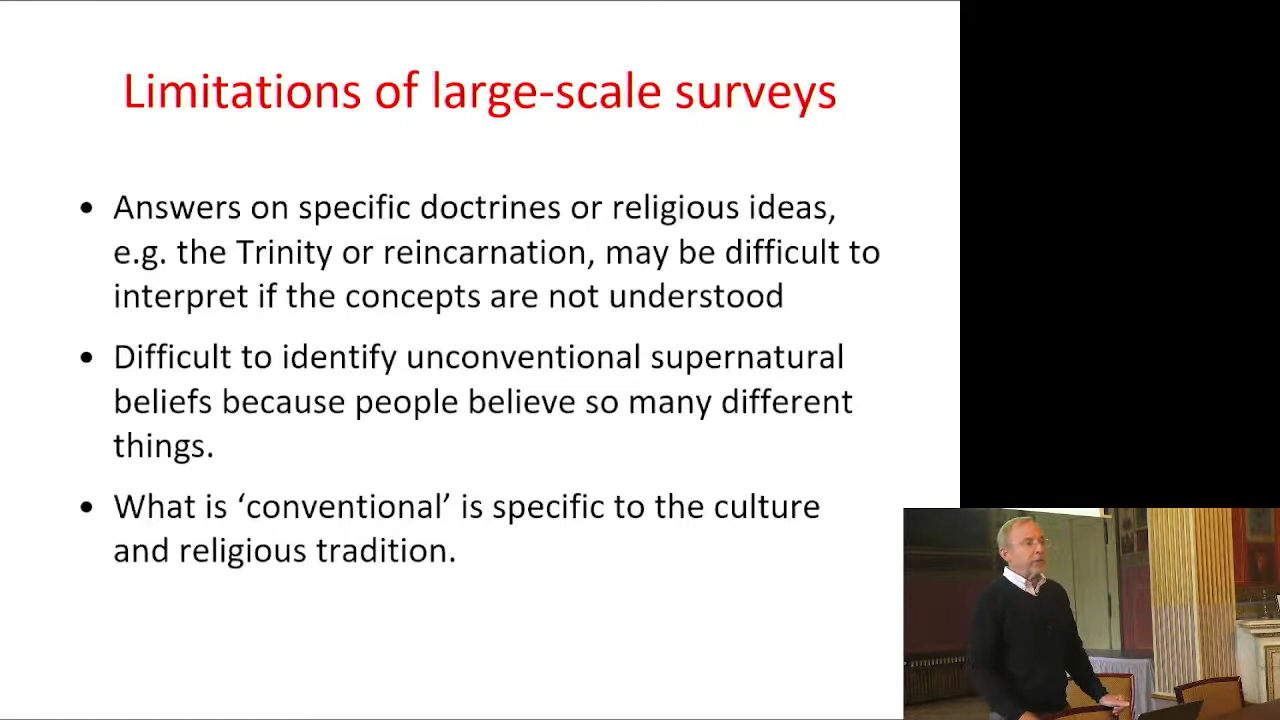 Limitations of large-scale surveys
• Answers on specific doctrines or religious ideas,
e.g. the Trinity or reincarnation, may be difficult to
interpret if the concepts are not understood
• Difficult to identify unconventional supernatural
beliefs because people believe so many different
things.
• What is ‘conventional’ is specific to the culture
and religious tradition.